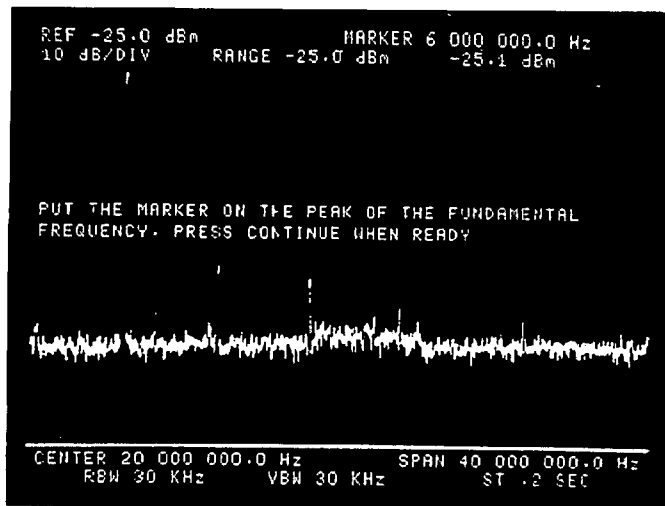 REF -25.0 dBm MARKER 6 000 000.0 Hz
10 dB/DIV RANGE -25.0 dBm -25.1 dBm
PUT THE MARKER ON THE PEAK OF THE FUNDAMENTAL
FREQUENCY. PRESS CONTINUE WHEN READY
CENTER 20 000 000.0 Hz SPAN 40 000 000.0 Hz
RBW 30 KHz VBW 30 KHz ST .2 SEC